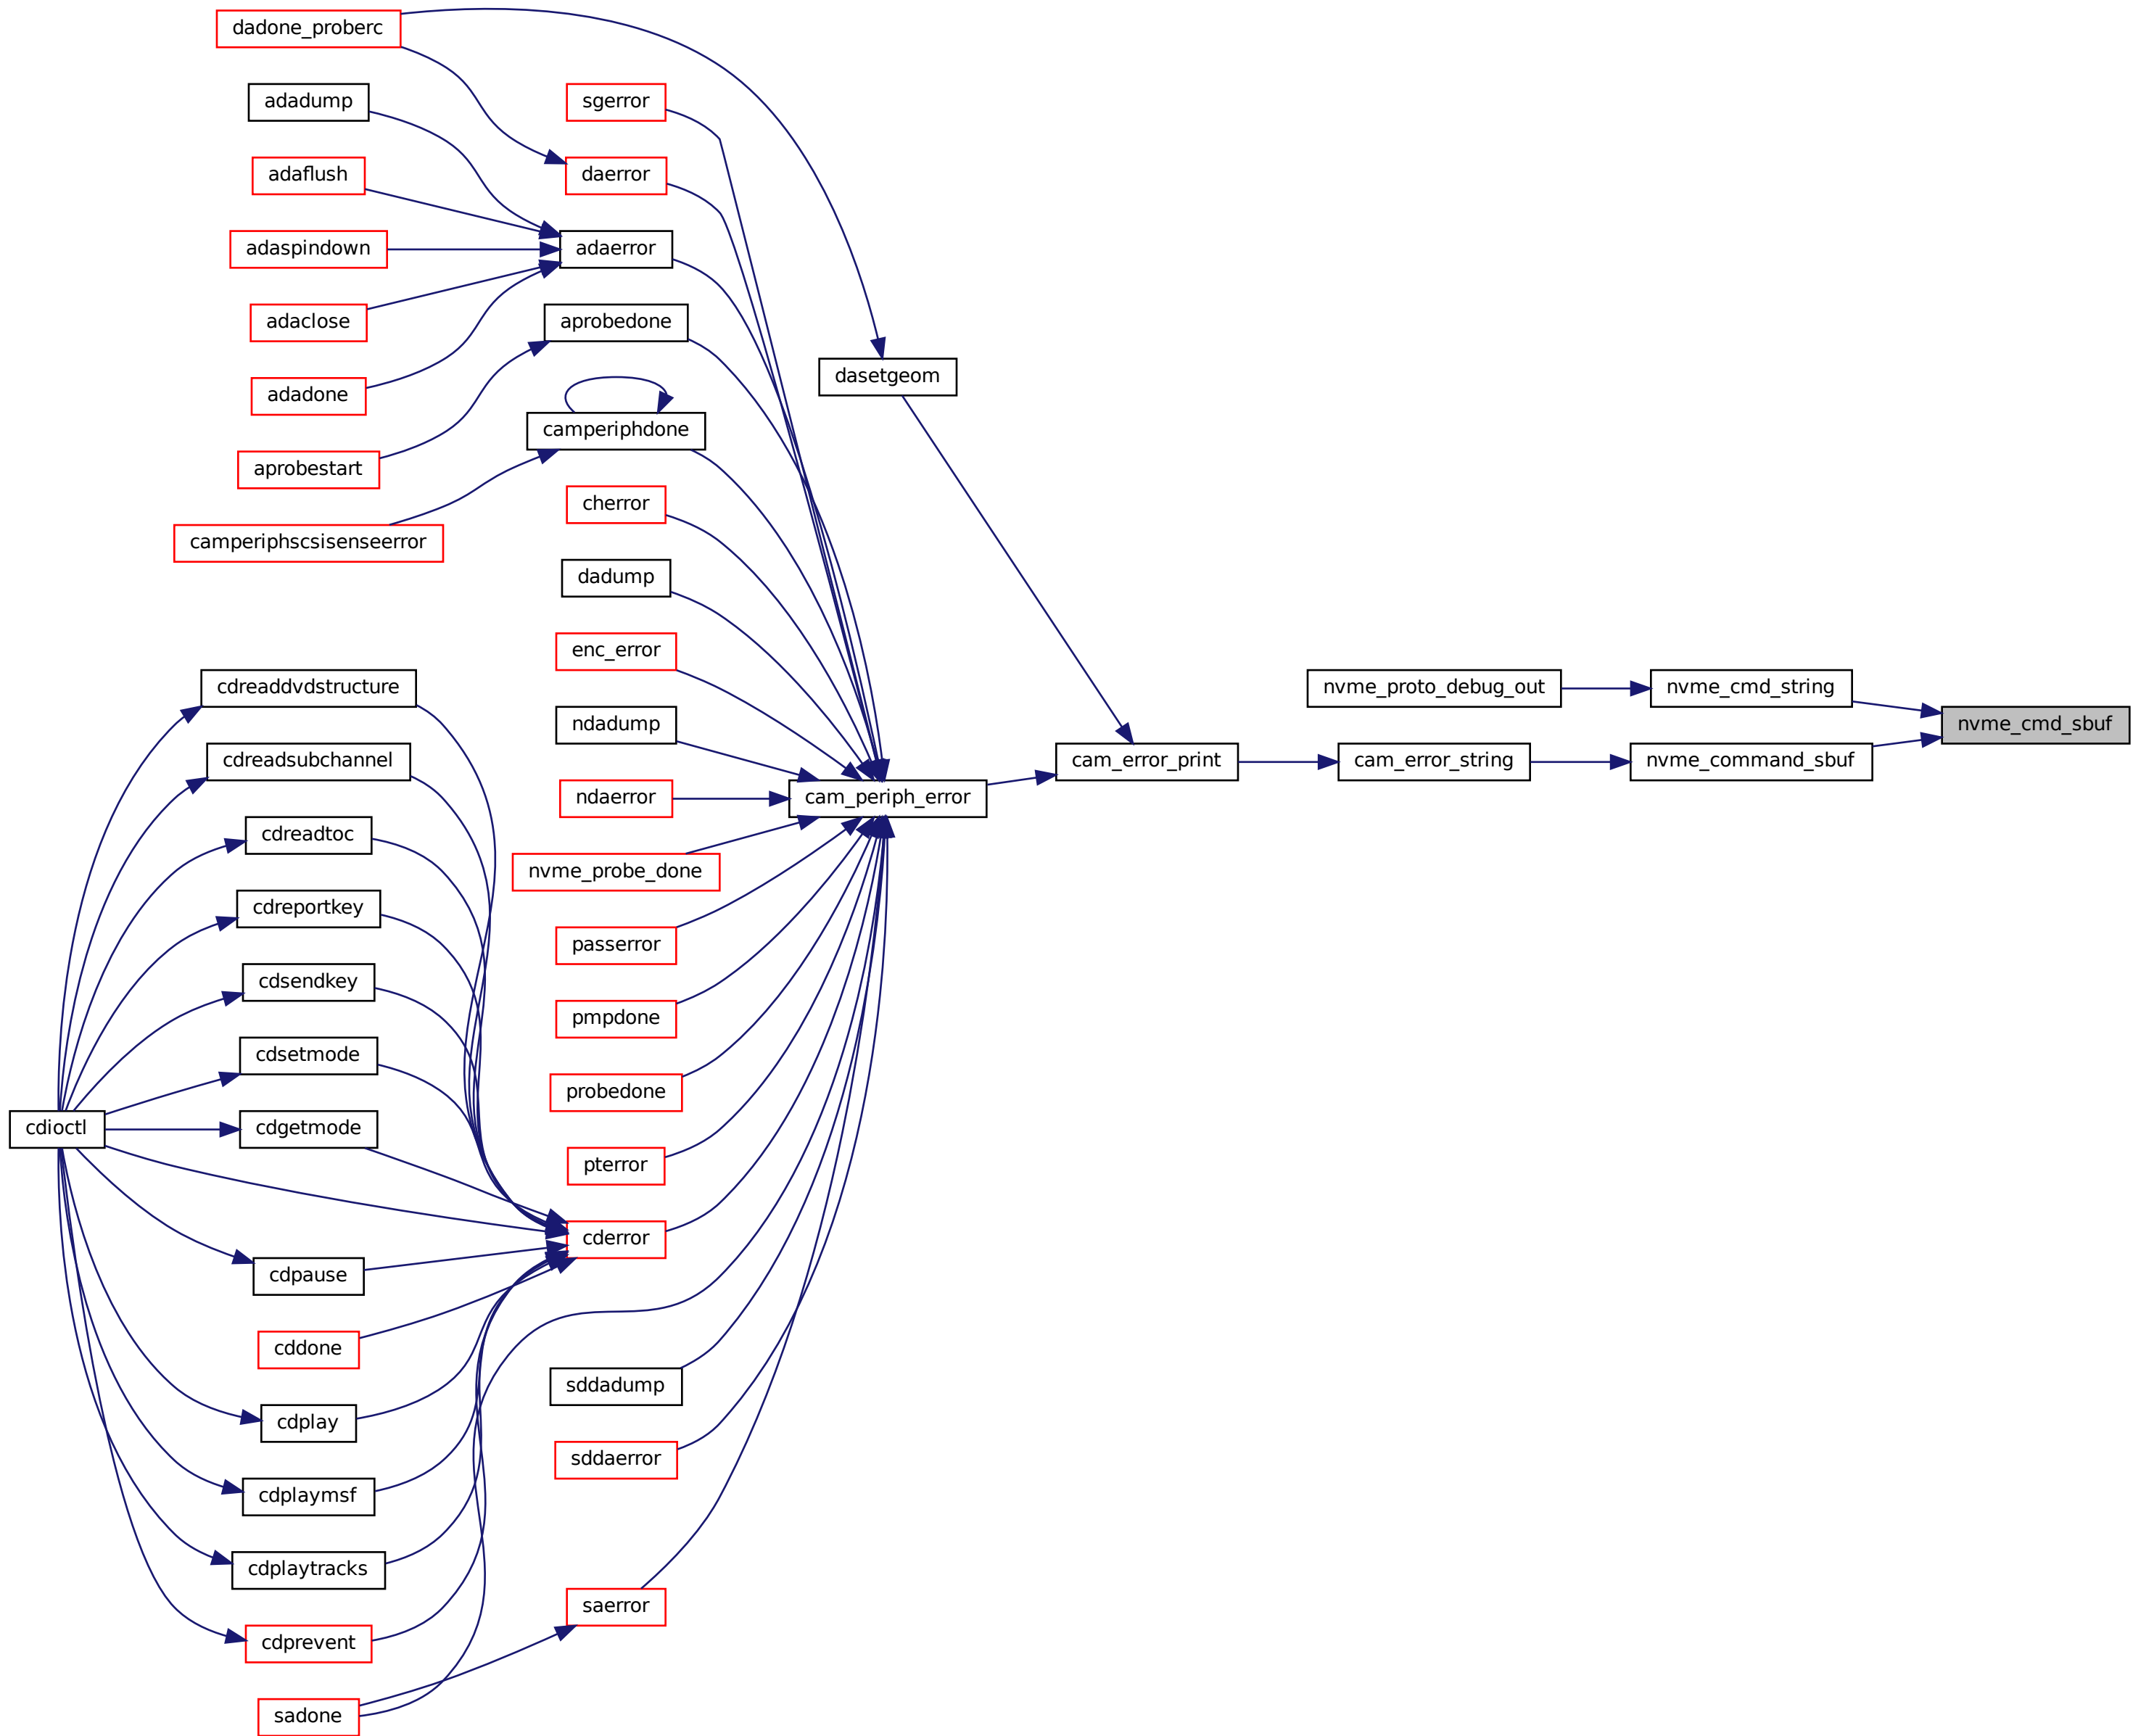 dadone_proberc
adadump
sgerror
adaflush
daerror
adaspindown
adaerror
adaclose
aprobedone
adadone
dasetgeom
camperiphdone
aprobestart
cherror
camperiphscsisenseerror
dadump
enc_error
cdreaddvdstructure
nvme_proto_debug_out
nvme_cmd_string
ndadump
nvme_cmd_sbuf
cdreadsubchannel
cam_error_print
cam_error_string
nvme_command_sbuf
ndaerror
cam_periph_error
cdreadtoc
nvme_probe_done
cdreportkey
passerror
cdsendkey
pmpdone
cdsetmode
probedone
cdioctl
cdgetmode
pterror
cderror
cdpause
cddone
sddadump
cdplay
sddaerror
cdplaymsf
cdplaytracks
saerror
cdprevent
sadone